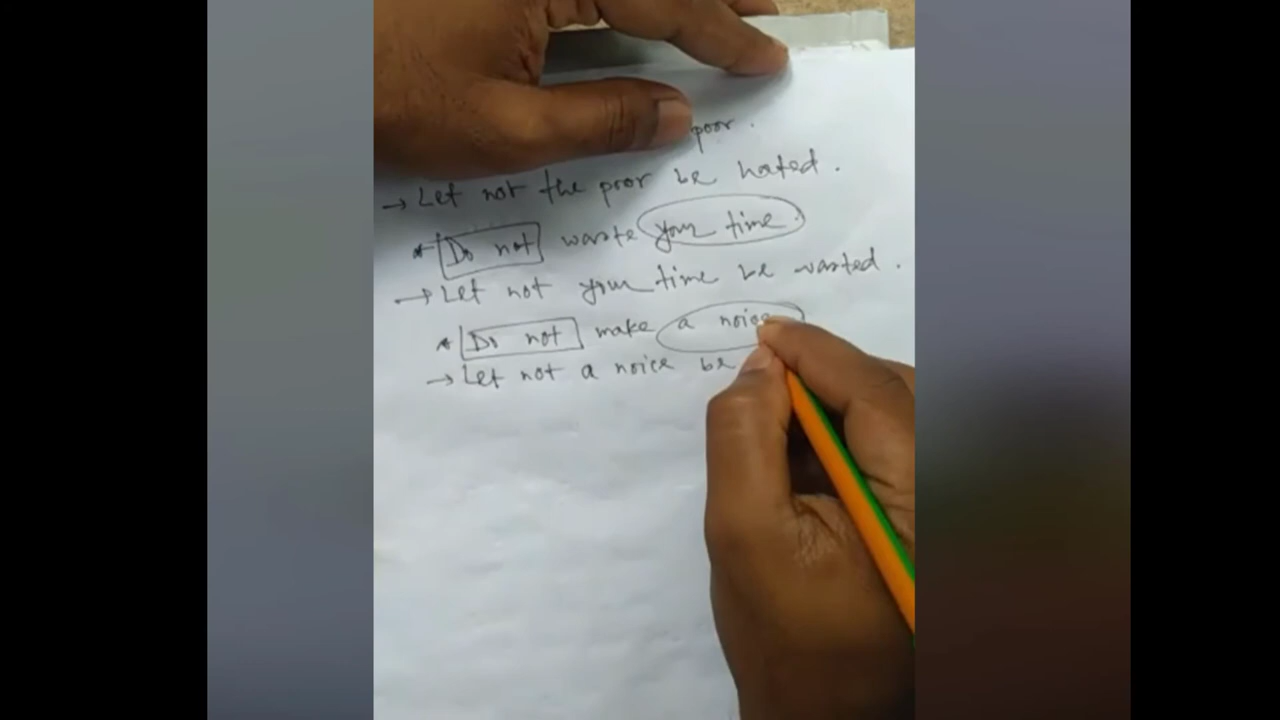 poor.
→ Let not the poor be hated.
* Do not waste your time.
→ Let not your time be wasted.
* Do not make a noise
→ Let not a noice be